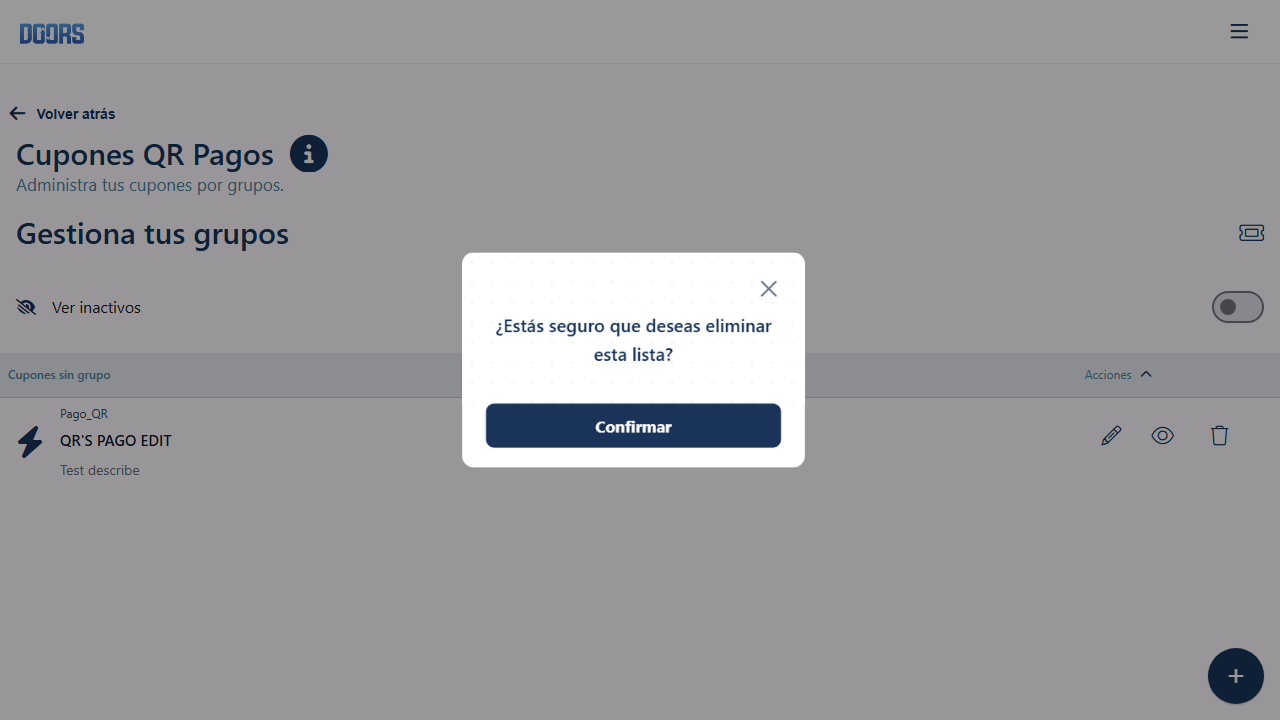 DOORS
Volver atrás
Cupones QR Pagos
Administra tus cupones por grupos.
Gestiona tus grupos
Ver inactivos
¿Estás seguro que deseas eliminar
esta lista?
Confirmar
Cupones sin grupo
Acciones
Pago_QR
QR'S PAGO EDIT
Test describe